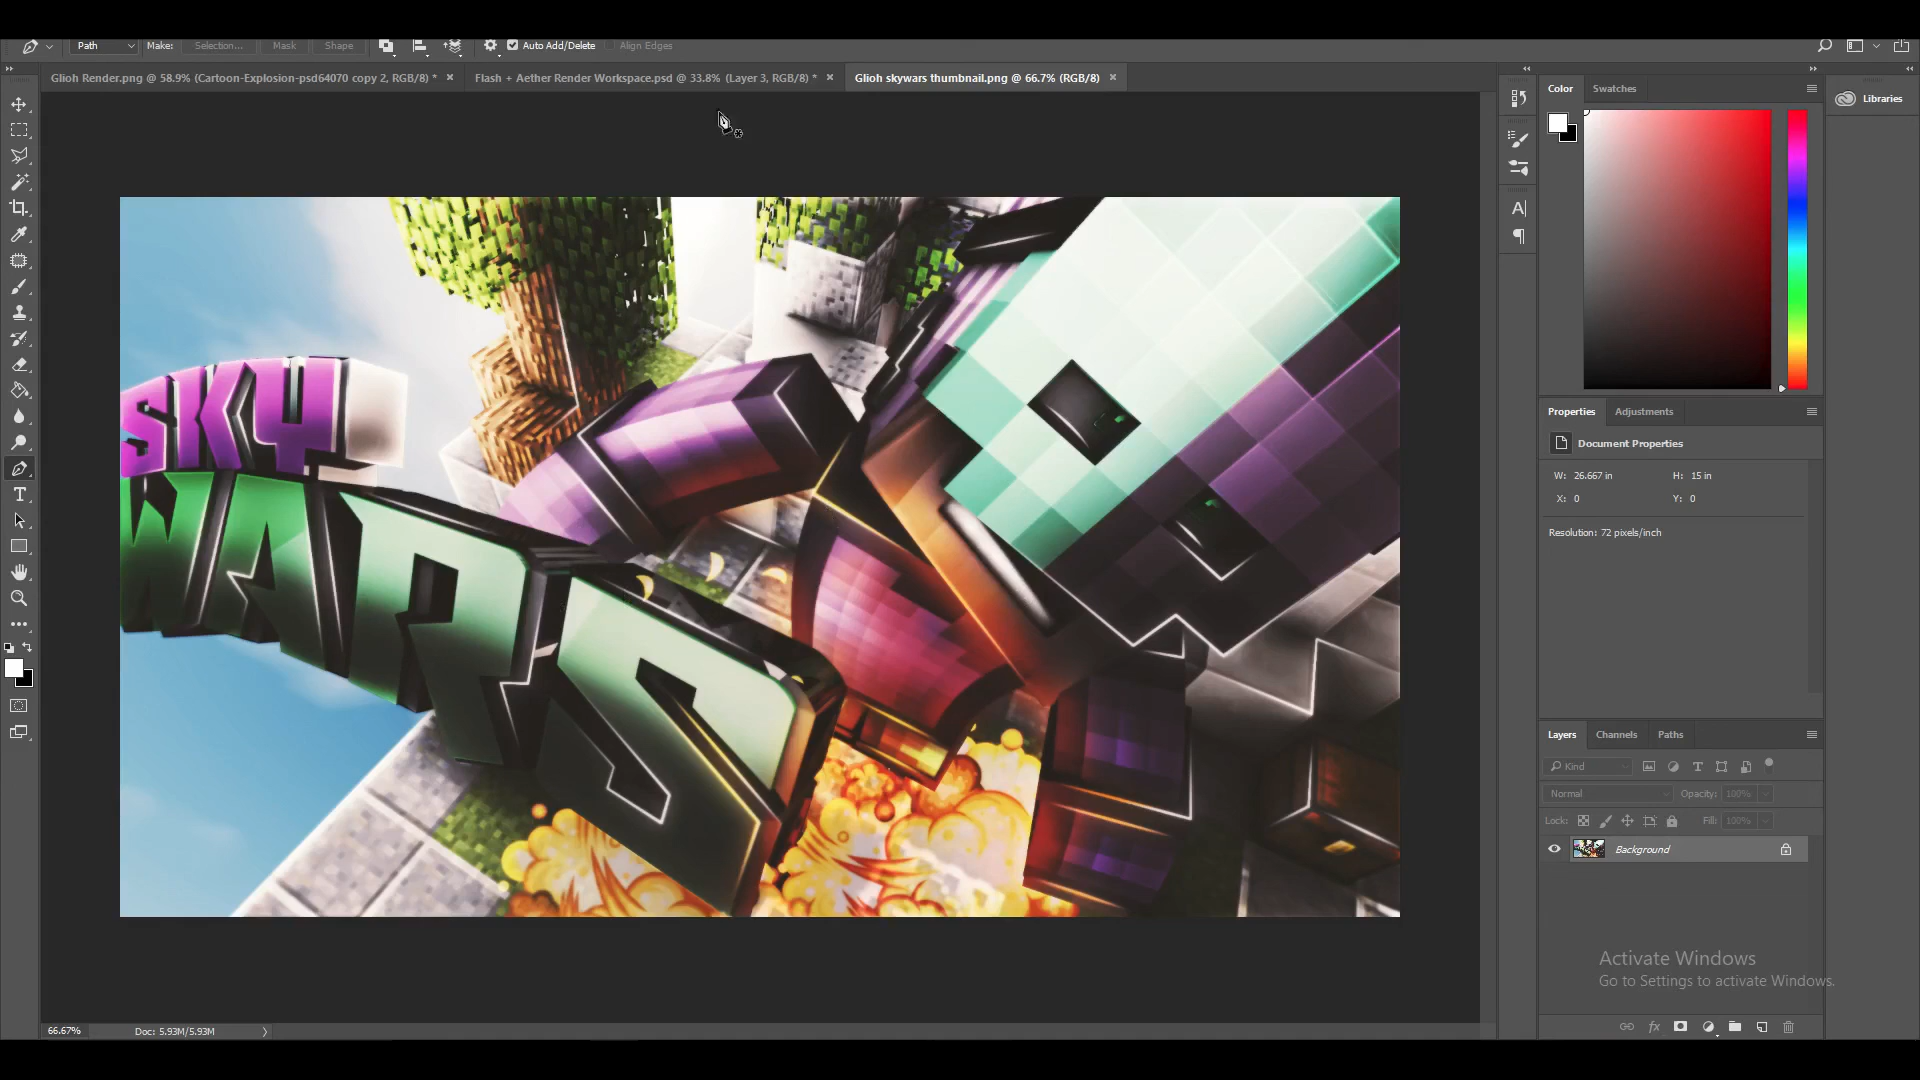 Path Make: Selection... Mask Shape Auto Add/Delete Align Edges
Glioh Render.png @ 58.9% (Cartoon-Explosion-psd64070 copy 2, RGB/8) * × Flash + Aether Render Workspace.psd @ 33.8% (Layer 3, RGB/8) * × Glioh skywars thumbnail.png @ 66.7% (RGB/8) ×
Color Swatches
Libraries
SKY
WARS
Properties Adjustments
Document Properties
W: 26.667 in H: 15 in
X: 0 Y: 0
Resolution: 72 pixels/inch
Layers Channels Paths
Kind
Normal Opacity: 100%
Lock: Fill: 100%
Background
Activate Windows
Go to Settings to activate Windows.
66.67% Doc: 5.93M/5.93M